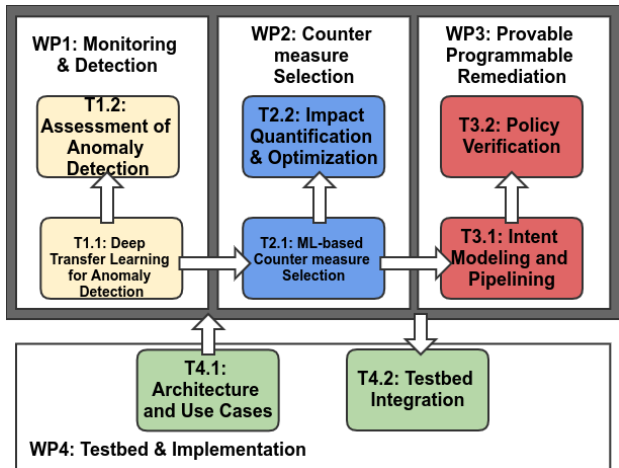 WP1: Monitoring
& Detection
T1.2:
Assessment of
Anomaly
Detection
T1.1: Deep
Transfer Learning
for Anomaly
Detection
WP2: Counter
measure
Selection
T2.2: Impact
Quantification
& Optimization
T2.1: ML-based
Counter measure
Selection
WP3: Provable
Programmable
Remediation
T3.2: Policy
Verification
T3.1: Intent
Modeling and
Pipelining
T4.1:
Architecture
and Use Cases
T4.2: Testbed
Integration
WP4: Testbed & Implementation